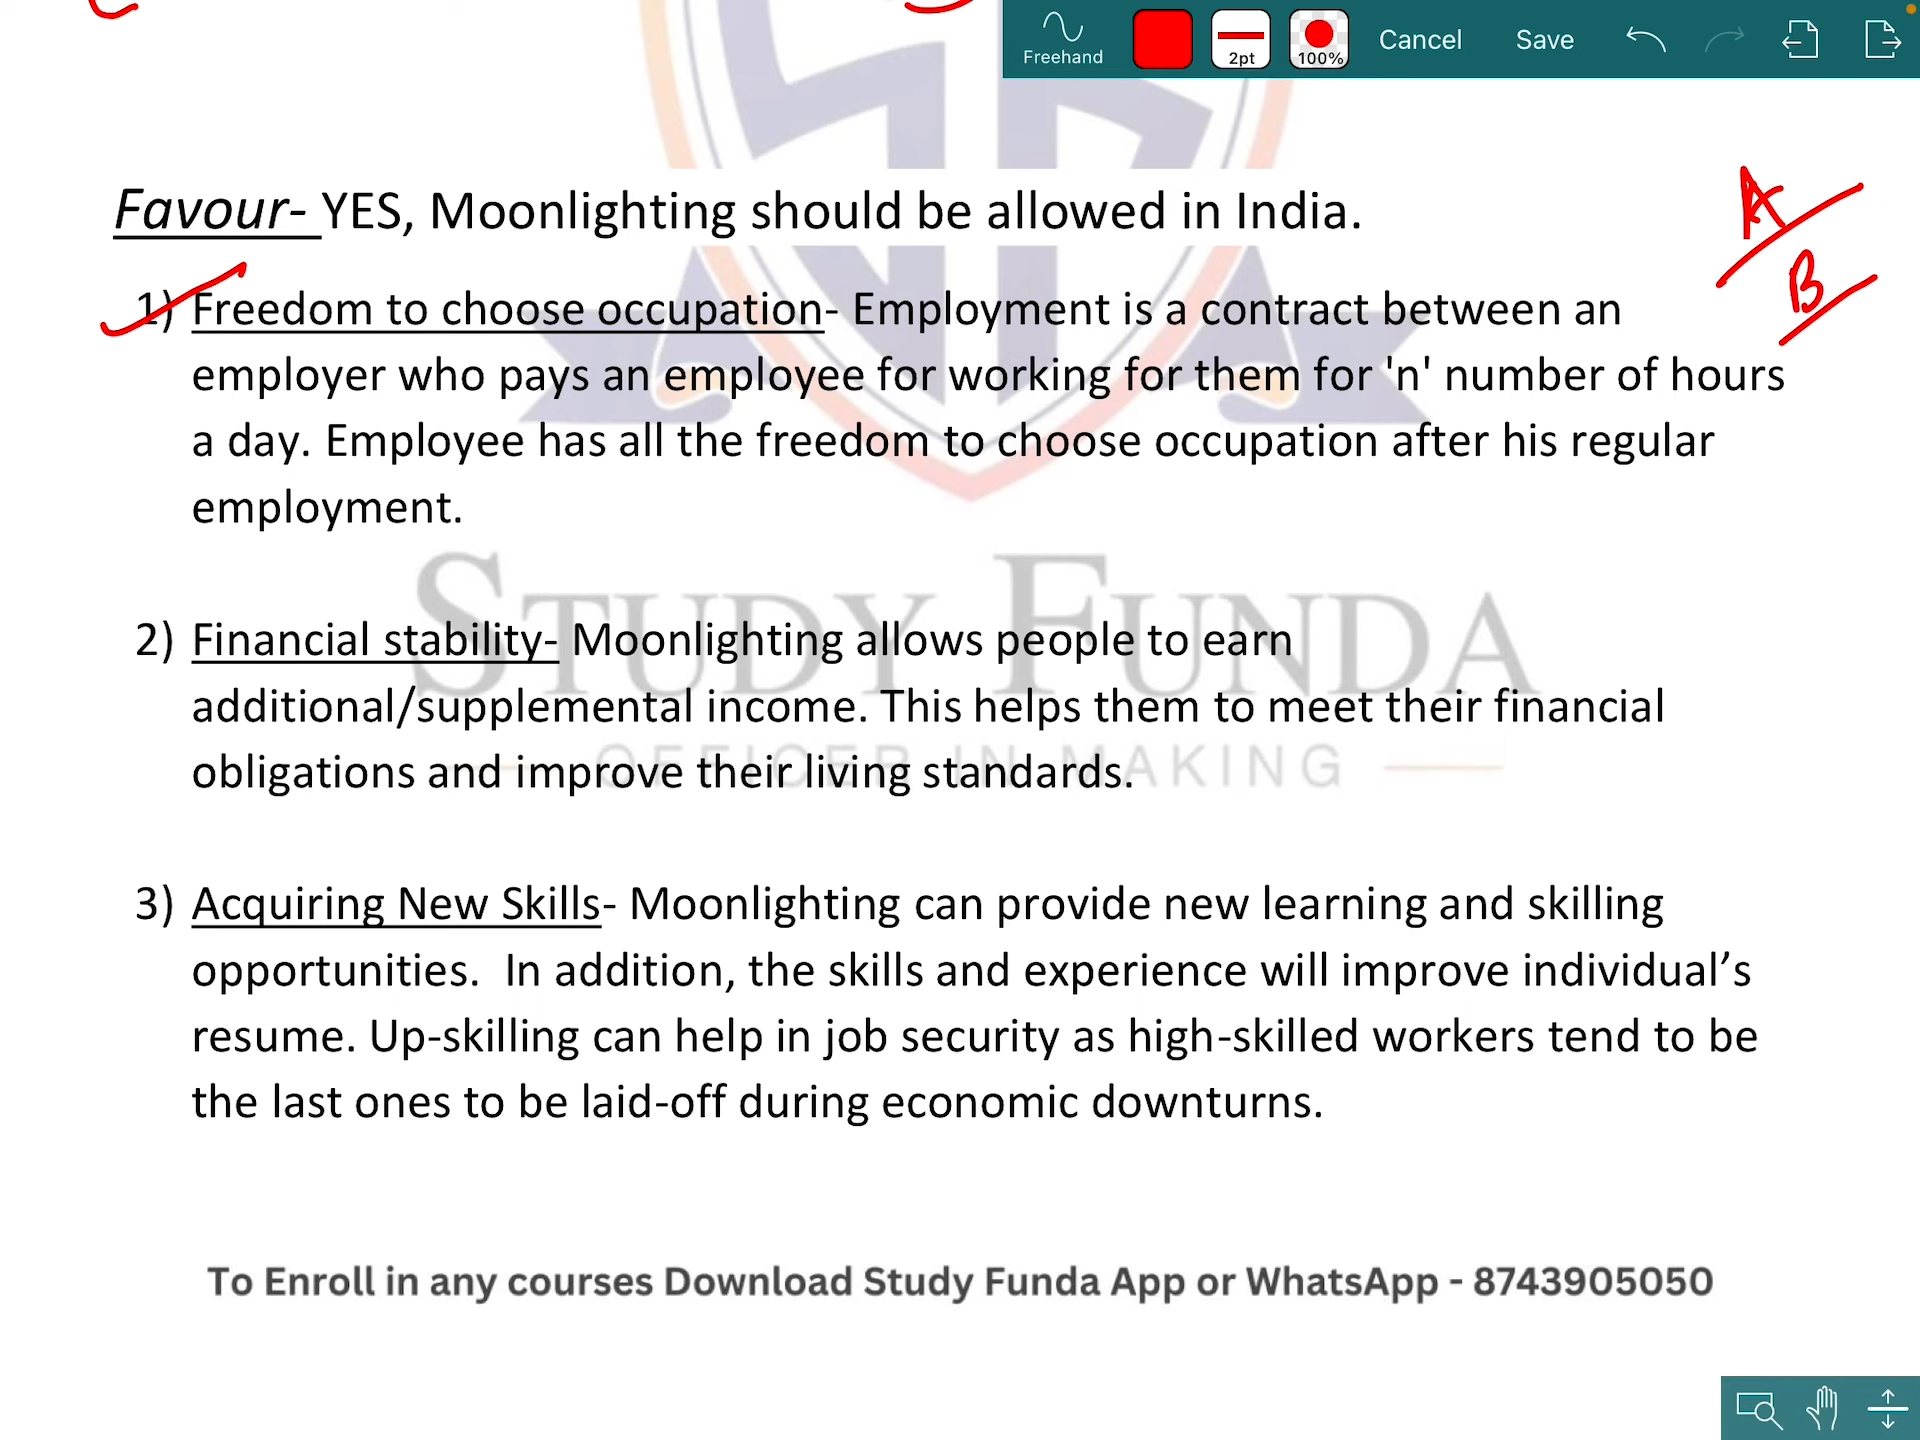 Freehand
2pt
100%
Cancel
Save
A
B
Favour- YES, Moonlighting should be allowed in India.
1) Freedom to choose occupation- Employment is a contract between an
employer who pays an employee for working for them for 'n' number of hours
a day. Employee has all the freedom to choose occupation after his regular
employment.
STUDY FUNDA
2) Financial stability- Moonlighting allows people to earn
additional/supplemental income. This helps them to meet their financial
OFFICER IN MAKING
obligations and improve their living standards.
3) Acquiring New Skills- Moonlighting can provide new learning and skilling
opportunities.  In addition, the skills and experience will improve individual’s
resume. Up-skilling can help in job security as high-skilled workers tend to be
the last ones to be laid-off during economic downturns.
To Enroll in any courses Download Study Funda App or WhatsApp - 8743905050